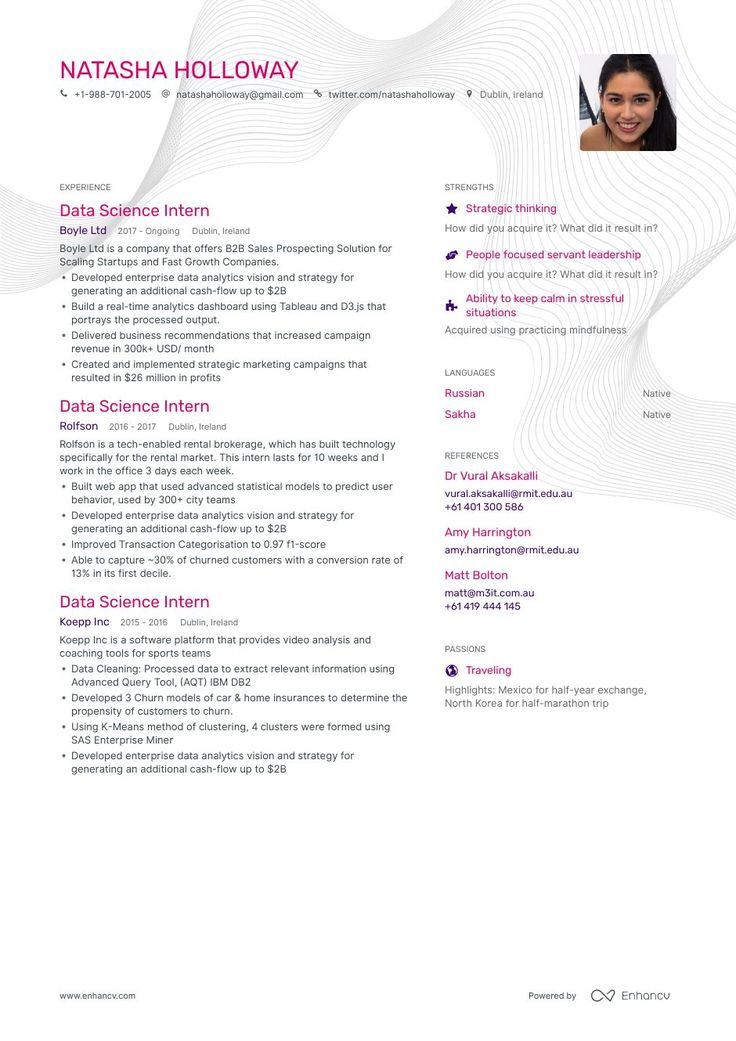 NATASHA HOLLOWAY
+1-988-701-2005 natashaholloway@gmail.com twitter.com/natashaholloway Dublin, Ireland
EXPERIENCE
Data Science Intern
Boyle Ltd 2017 - Ongoing Dublin, Ireland
Boyle Ltd is a company that offers B2B Sales Prospecting Solution for
Scaling Startups and Fast Growth Companies.
• Developed enterprise data analytics vision and strategy for
generating an additional cash-flow up to $2B
• Build a real-time analytics dashboard using Tableau and D3.js that
portrays the processed output.
• Delivered business recommendations that increased campaign
revenue in 300k+ USD/ month
• Created and implemented strategic marketing campaigns that
resulted in $26 million in profits
Data Science Intern
Rolfson 2016 - 2017 Dublin, Ireland
Rolfson is a tech-enabled rental brokerage, which has built technology
specifically for the rental market. This intern lasts for 10 weeks and I
work in the office 3 days each week.
• Built web app that used advanced statistical models to predict user
behavior, used by 300+ city teams
• Developed enterprise data analytics vision and strategy for
generating an additional cash-flow up to $2B
• Improved Transaction Categorisation to 0.97 f1-score
• Able to capture ~30% of churned customers with a conversion rate of
13% in its first decile.
Data Science Intern
Koepp Inc 2015 - 2016 Dublin, Ireland
Koepp Inc is a software platform that provides video analysis and
coaching tools for sports teams
• Data Cleaning: Processed data to extract relevant information using
Advanced Query Tool, (AQT) IBM DB2
• Developed 3 Churn models of car & home insurances to determine the
propensity of customers to churn.
• Using K-Means method of clustering, 4 clusters were formed using
SAS Enterprise Miner
• Developed enterprise data analytics vision and strategy for
generating an additional cash-flow up to $2B
STRENGTHS
Strategic thinking
How did you acquire it? What did it result in?
People focused servant leadership
How did you acquire it? What did it result in?
Ability to keep calm in stressful
situations
Acquired using practicing mindfulness
LANGUAGES
Russian Native
Sakha Native
REFERENCES
Dr Vural Aksakalli
vural.aksakalli@rmit.edu.au
+61 401 300 586
Amy Harrington
amy.harrington@rmit.edu.au
Matt Bolton
matt@m3it.com.au
+61 419 444 145
PASSIONS
Traveling
Highlights: Mexico for half-year exchange,
North Korea for half-marathon trip
www.enhancv.com
Powered by Enhancv